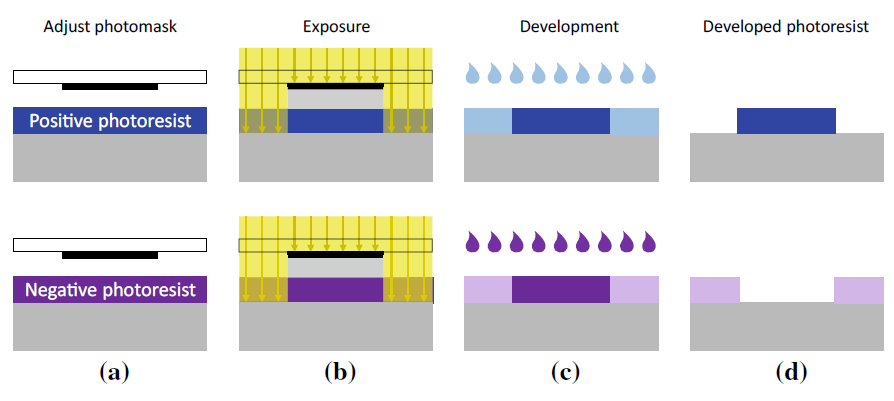 Adjust photomask
Exposure
Development
Developed photoresist
Positive photoresist
Negative photoresist
(a)
(b)
(c)
(d)